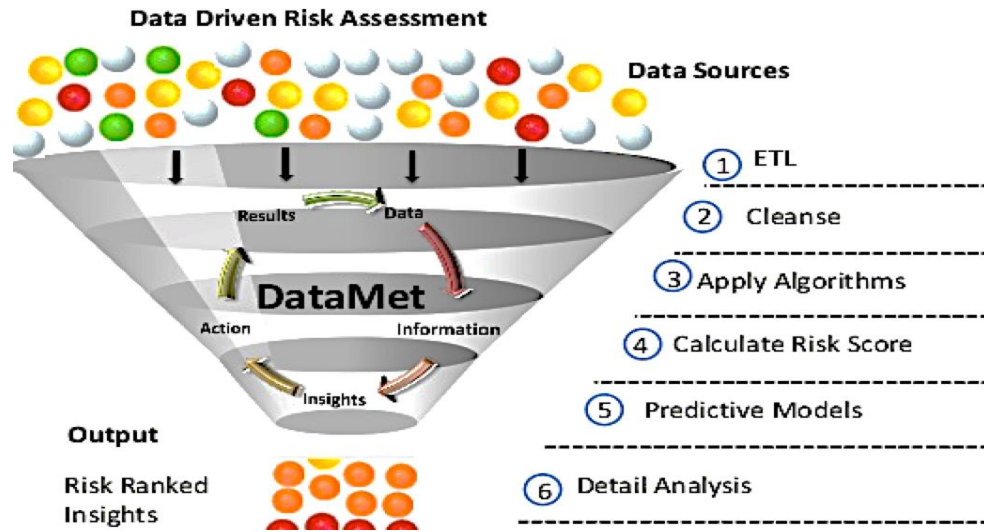 Data Driven Risk Assessment
Data Sources
1 ETL
2 Cleanse
3 Apply Algorithms
4 Calculate Risk Score
5 Predictive Models
6 Detail Analysis
Results
Data
DataMet
Action
Information
Insights
Output
Risk Ranked
Insights